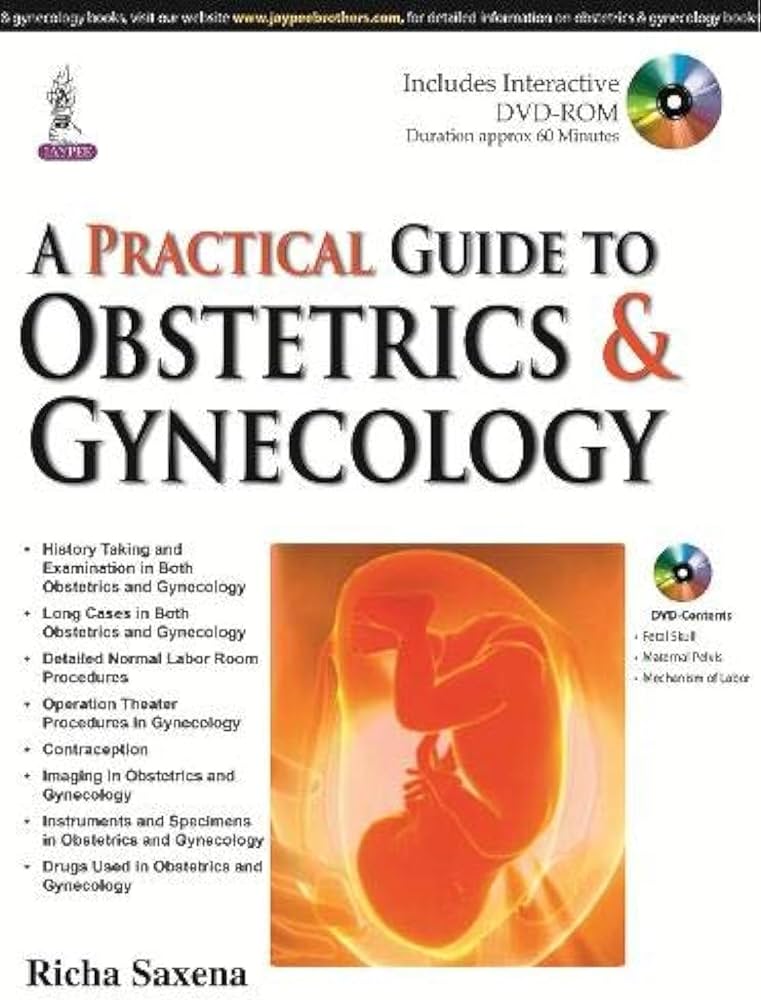 & gynecology books, visit our website www.jaypeebrothers.com, for detailed information on obstetrics & gynecology book
JAYPEE
Includes Interactive
DVD-ROM
Duration approx 60 Minutes
A PRACTICAL GUIDE TO
OBSTETRICS &
GYNECOLOGY
• History Taking and
Examination in Both
Obstetrics and Gynecology
• Long Cases in Both
Obstetrics and Gynecology
• Detailed Normal Labor Room
Procedures
• Operation Theater
Procedures in Gynecology
• Contraception
• Imaging in Obstetrics and
Gynecology
• Instruments and Specimens
in Obstetrics and Gynecology
• Drugs Used in Obstetrics and
Gynecology
DVD-Contents
• Fetal Skull
• Maternal Pelvis
• Mechanism of Labor
Richa Saxena